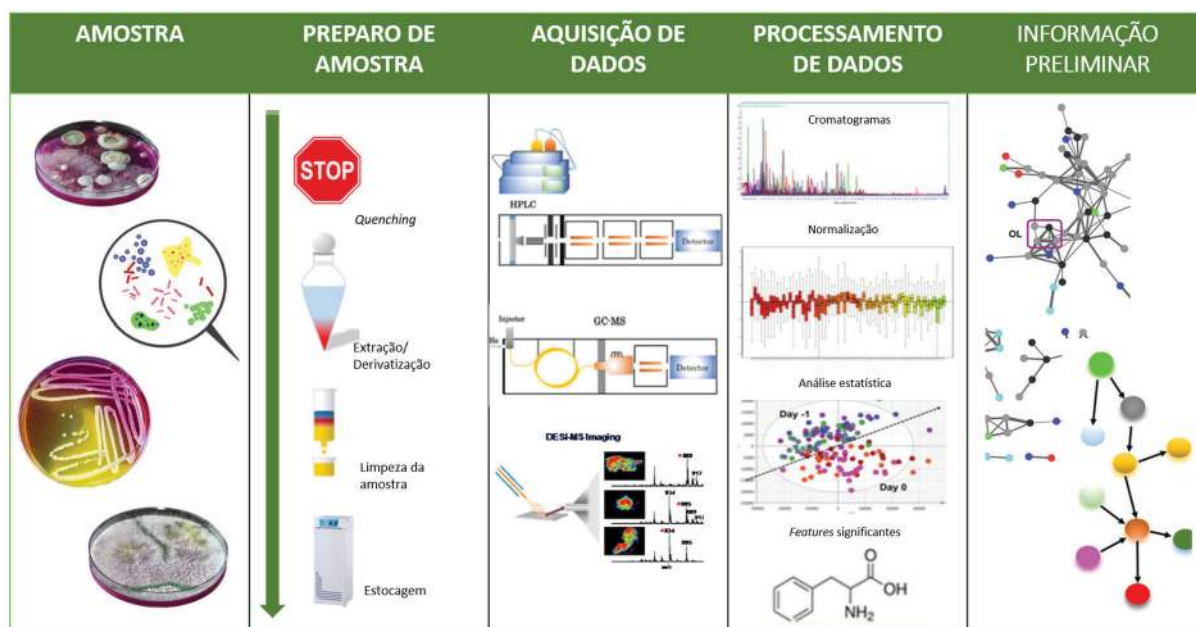 AMOSTRA
PREPARO DE
AMOSTRA
AQUISIÇÃO DE
DADOS
PROCESSAMENTO
DE DADOS
INFORMAÇÃO
PRELIMINAR
STOP
Quenching
Extração/
Derivatização
Limpeza da
amostra
Estocagem
HPLC
Detector
Injector
GC-MS
He
Detector
DESI-MS Imaging
Cromatogramas
Normalização
Análise estatística
Day -1
Day 0
Features significantes
O
OH
NH2
OL